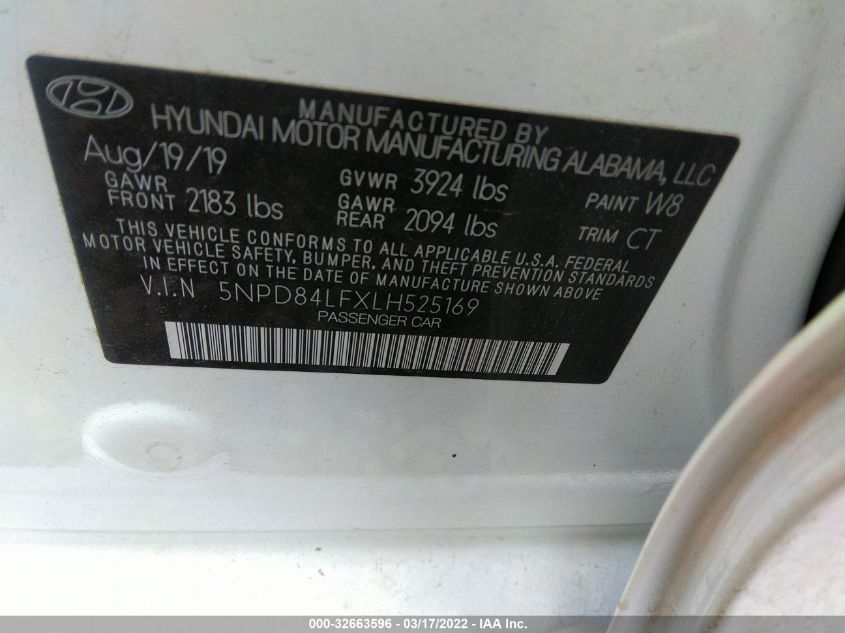 MANUFACTURED BY
HYUNDAI MOTOR MANUFACTURING ALABAMA, LLC
Aug/19/19
GAWR FRONT 2183 lbs
GVWR 3924 lbs
GAWR REAR 2094 lbs
PAINT W8
TRIM CT
THIS VEHICLE CONFORMS TO ALL APPLICABLE U.S.A. FEDERAL
MOTOR VEHICLE SAFETY, BUMPER, AND THEFT PREVENTION STANDARDS
IN EFFECT ON THE DATE OF MANUFACTURE SHOWN ABOVE
V.I.N 5NPD84LFXLH525169
PASSENGER CAR
000-32663596 - 03/17/2022 - IAA Inc.